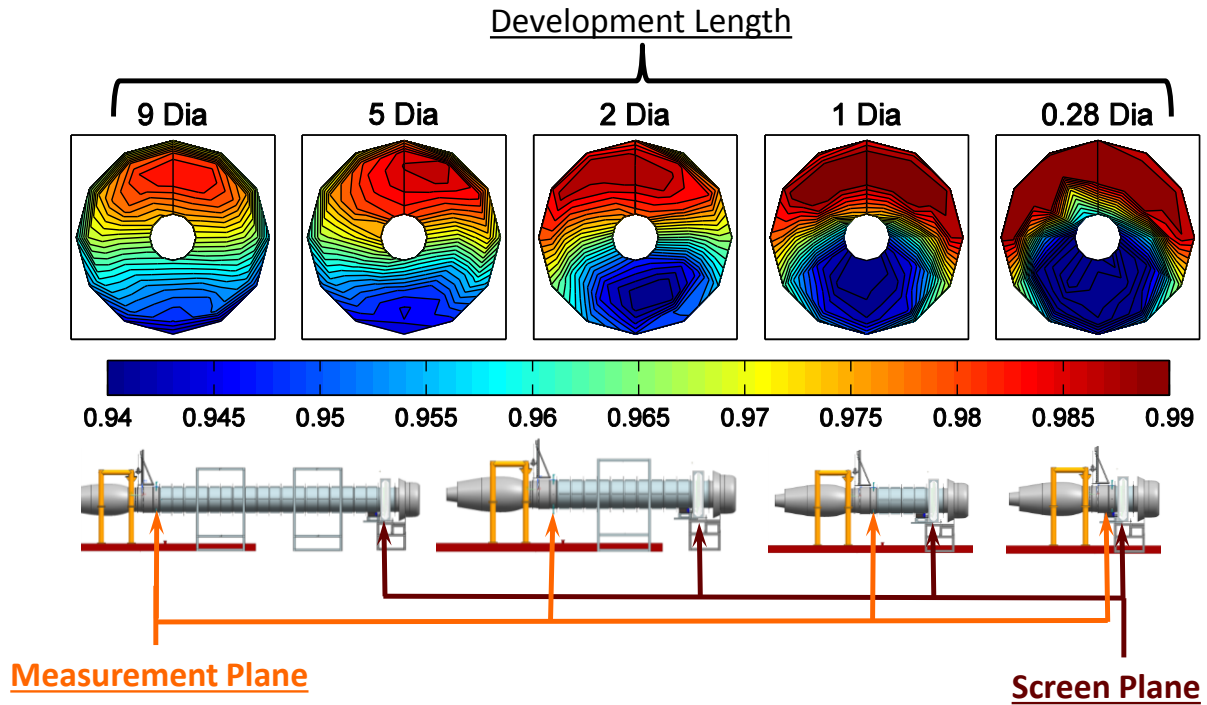 Development Length
9 Dia 5 Dia 2 Dia 1 Dia 0.28 Dia
0.94 0.945 0.95 0.955 0.96 0.965 0.97 0.975 0.98 0.985 0.99
Measurement Plane
Screen Plane